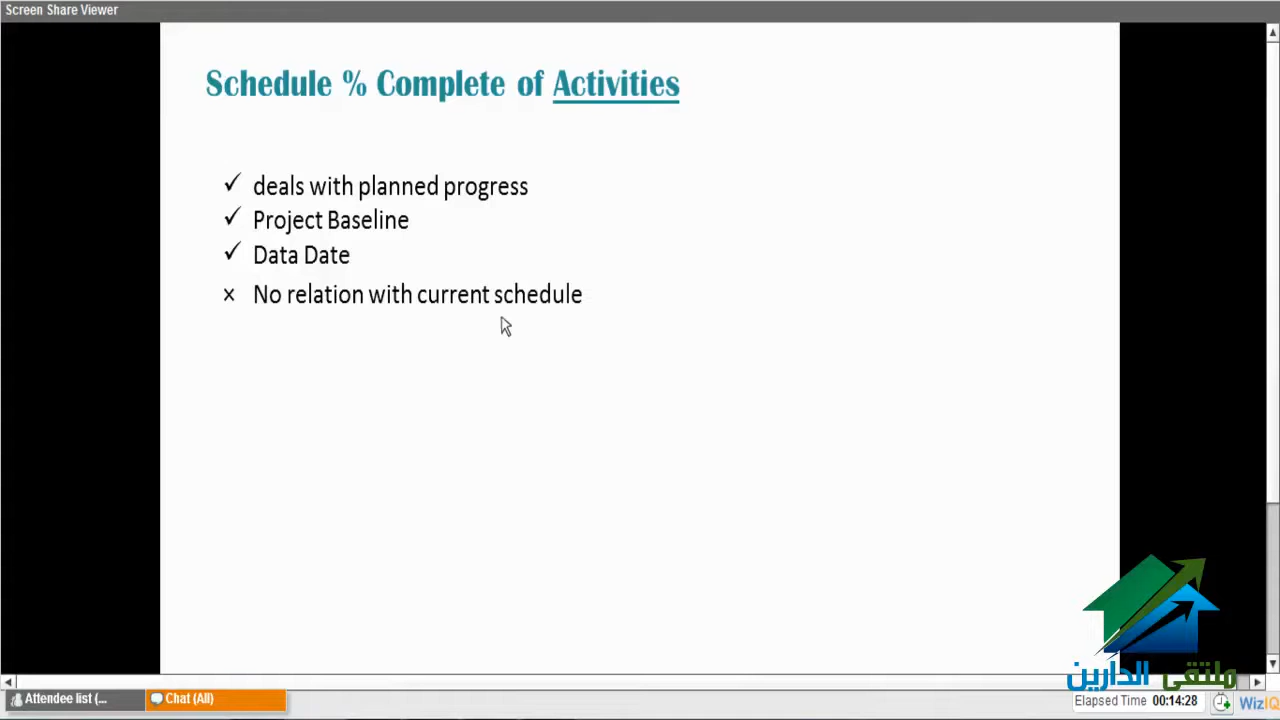 Screen Share Viewer
Schedule % Complete of Activities
✓ deals with planned progress
✓ Project Baseline
✓ Data Date
× No relation with current schedule
ملتقى الدارين
Attendee list (...
Chat (All)
Elapsed Time 00:14:28
WizIQ